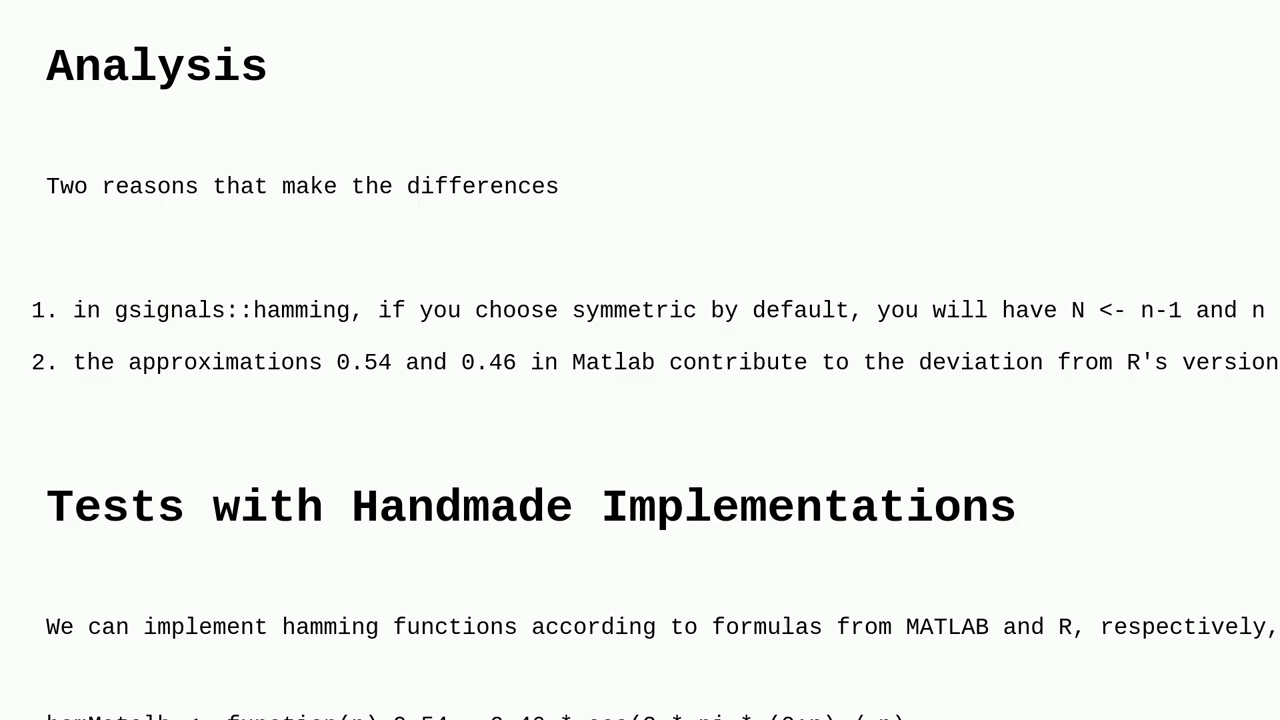 Analysis
Two reasons that make the differences
1. in gsignals::hamming, if you choose symmetric by default, you will have N <- n-1 and n
2. the approximations 0.54 and 0.46 in Matlab contribute to the deviation from R's version
Tests with Handmade Implementations
We can implement hamming functions according to formulas from MATLAB and R, respectively,